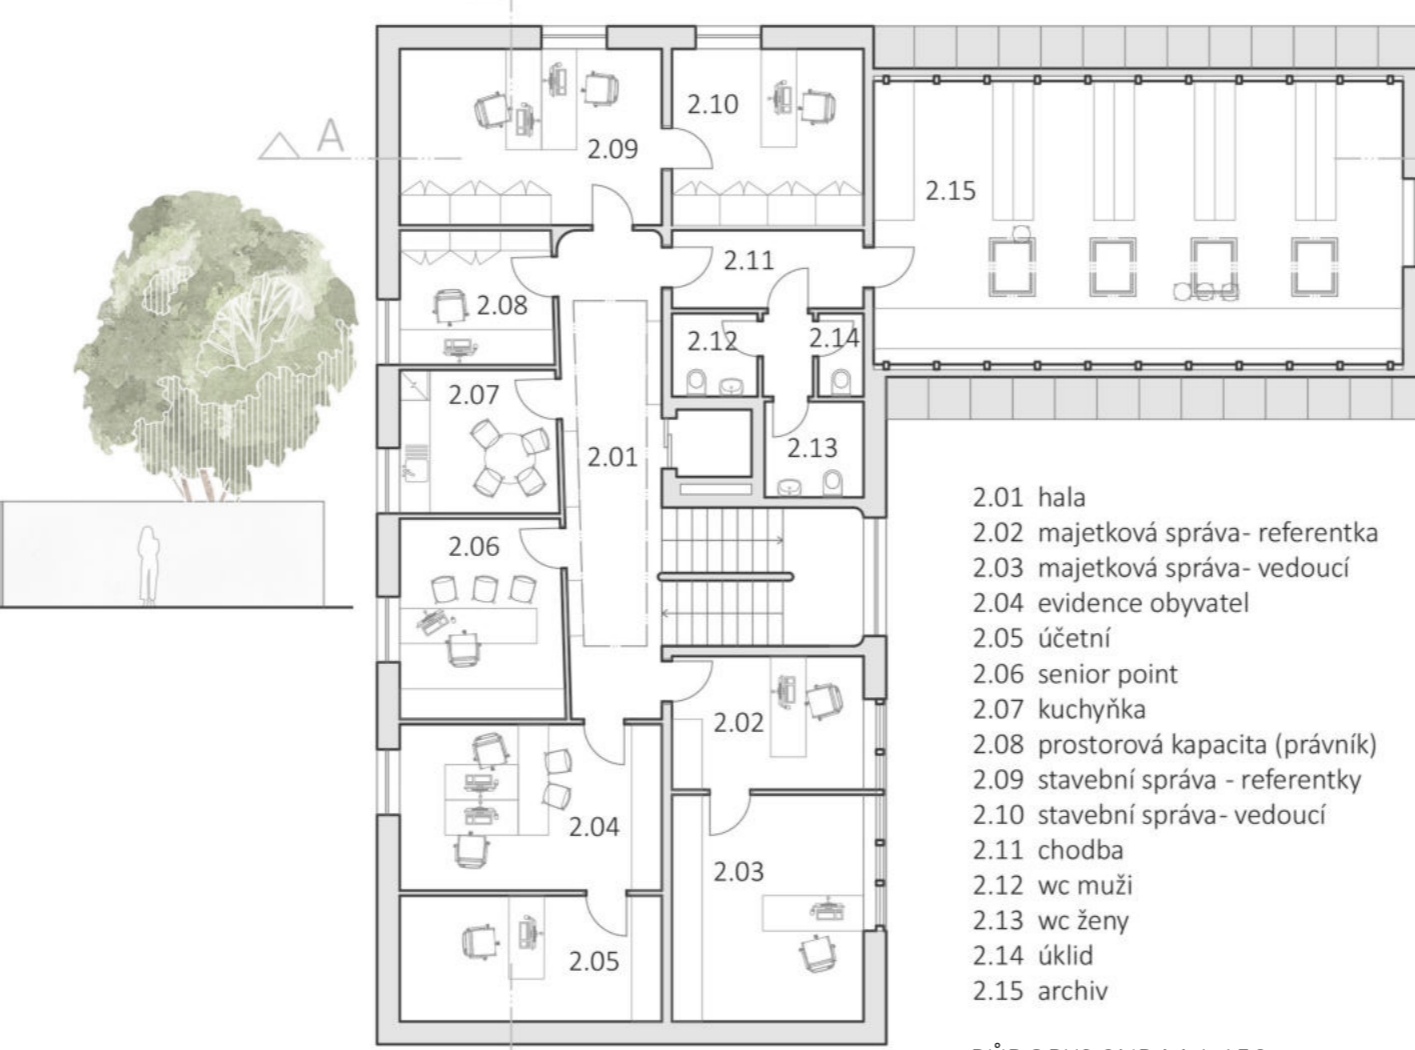 A
2.10
2.09
2.15
2.11
2.08
2.12
2.14
2.07
2.13
2.01
2.06
2.02
2.04
2.03
2.05
2.01 hala
2.02 majetková správa- referentka
2.03 majetková správa- vedoucí
2.04 evidence obyvatel
2.05 účetní
2.06 senior point
2.07 kuchyňka
2.08 prostorová kapacita (právník)
2.09 stavební správa - referentky
2.10 stavební správa- vedoucí
2.11 chodba
2.12 wc muži
2.13 wc ženy
2.14 úklid
2.15 archiv